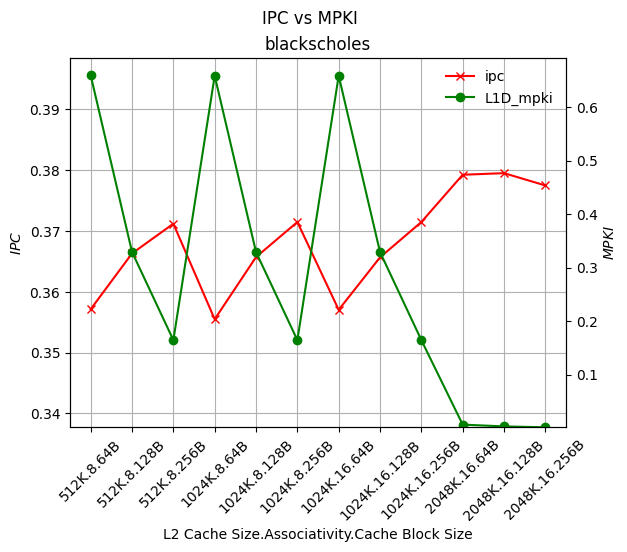 IPC vs MPKI
blackscholes
ipc
L1D_mpki
0.39
0.38
0.37
0.36
0.35
0.34
IPC
0.6
0.5
0.4
0.3
0.2
0.1
MPKI
512K.8.64B
512K.8.128B
512K.8.256B
1024K.8.64B
1024K.8.128B
1024K.8.256B
1024K.16.64B
1024K.16.128B
1024K.16.256B
2048K.16.64B
2048K.16.128B
2048K.16.256B
L2 Cache Size.Associativity.Cache Block Size